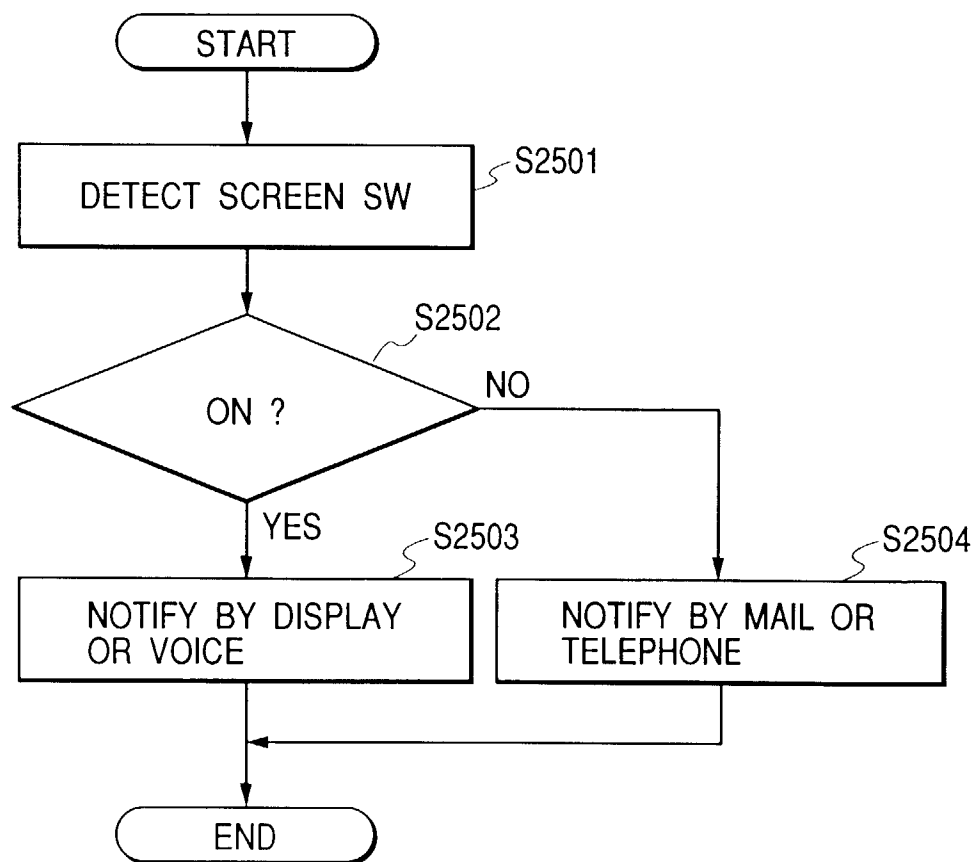 START
S2501
DETECT SCREEN SW
S2502
ON ?
NO
YES
S2503
NOTIFY BY DISPLAY
OR VOICE
S2504
NOTIFY BY MAIL OR
TELEPHONE
END